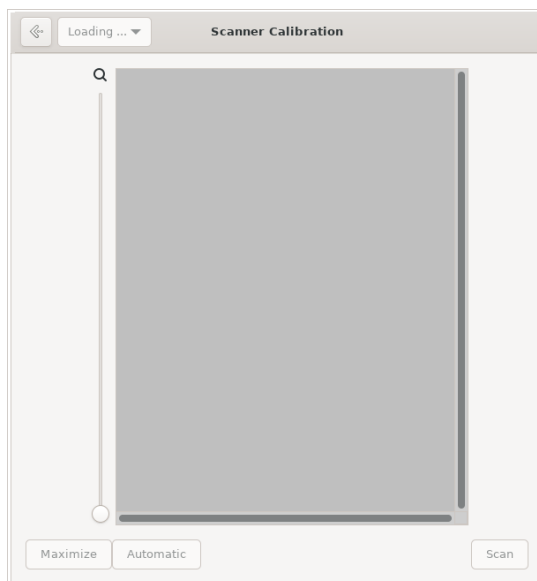 Loading ...
Scanner Calibration
Maximize
Automatic
Scan